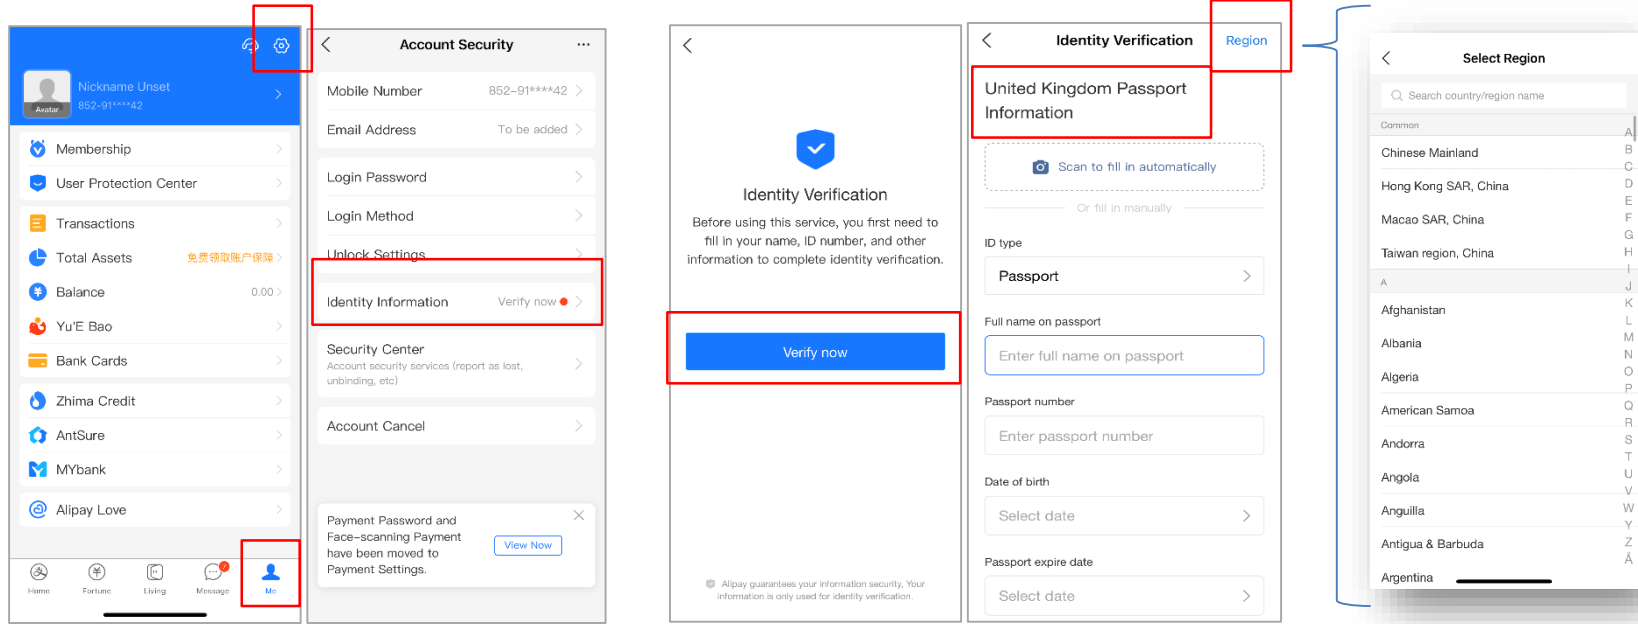 Avatar
Nickname Unset
852-91****42
Membership
User Protection Center
Transactions
Total Assets 免费领取账户保障
Balance 0.00
Yu'E Bao
Bank Cards
Zhima Credit
AntSure
MYbank
Alipay Love
Home Fortune Living Message Me
Account Security
Mobile Number 852-91****42
Email Address To be added
Login Password
Login Method
Unlock Settings
Identity Information Verify now
Security Center
Account security services (report as lost,
unbinding, etc)
Account Cancel
Payment Password and
Face-scanning Payment
have been moved to
Payment Settings.
View Now
Identity Verification
Before using this service, you first need to
fill in your name, ID number, and other
information to complete identity verification.
Verify now
Alipay guarantees your information security, Your
information is only used for identity verification.
Identity Verification Region
United Kingdom Passport
Information
Scan to fill in automatically
Or fill in manually
ID type
Passport
Full name on passport
Enter full name on passport
Passport number
Enter passport number
Date of birth
Select date
Passport expire date
Select date
Select Region
Search country/region name
Common
Chinese Mainland
Hong Kong SAR, China
Macao SAR, China
Taiwan region, China
A
Afghanistan
Albania
Algeria
American Samoa
Andorra
Angola
Anguilla
Antigua & Barbuda
Argentina
A
B
C
D
E
F
G
H
I
J
K
L
M
N
O
P
Q
R
S
T
U
V
W
Y
Z
Å